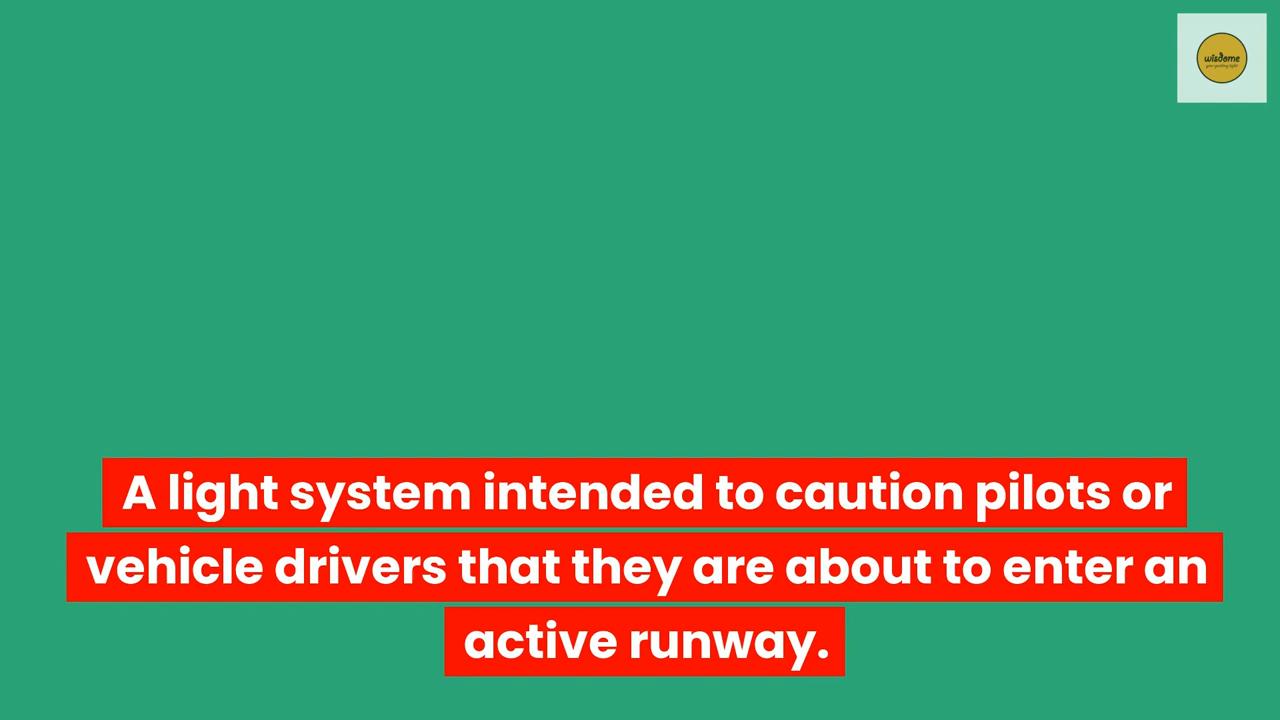 wisdome
A light system intended to caution pilots or
vehicle drivers that they are about to enter an
active runway.